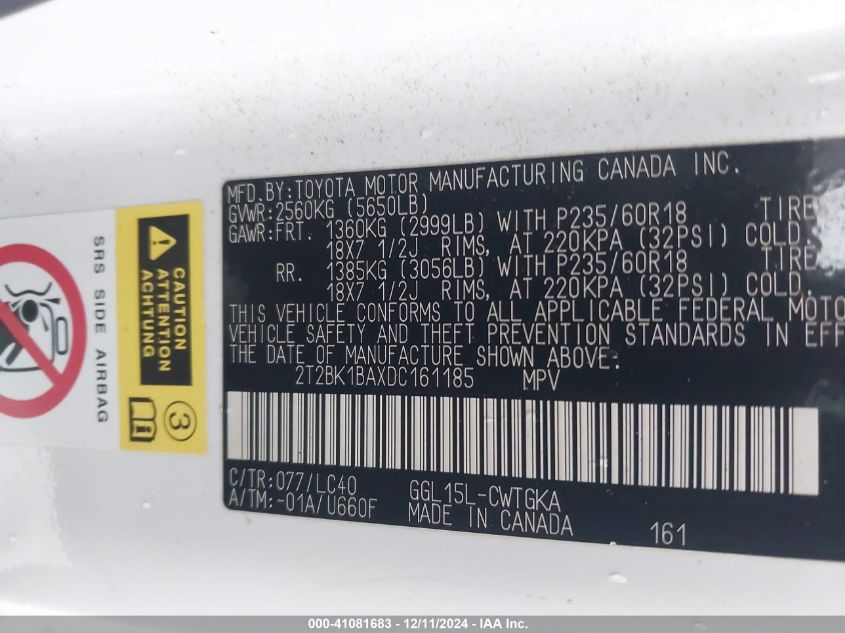 MFD.BY:TOYOTA MOTOR MANUFACTURING CANADA INC.
GVWR:2560KG (5650LB)
GAWR:FRT. 1360KG (2999LB) WITH P235/60R18 TIRE
18X7 1/2J RIMS, AT 220KPA (32PSI) COLD.
RR. 1385KG (3056LB) WITH P235/60R18 TIRE
18X7 1/2J RIMS, AT 220KPA (32PSI) COLD.
THIS VEHICLE CONFORMS TO ALL APPLICABLE FEDERAL MOTO
VEHICLE SAFETY AND THEFT PREVENTION STANDARDS IN EFF
THE DATE OF MANUFACTURE SHOWN ABOVE.
2T2BK1BAXDC161185 MPV
C/TR:077/LC40 GGL15L-CWTGKA
A/TM:-01A/U660F MADE IN CANADA 161
CAUTION
ATTENTION
ACHTUNG
3
SRS SIDE AIRBAG
000-41081683 - 12/11/2024 - IAA Inc.